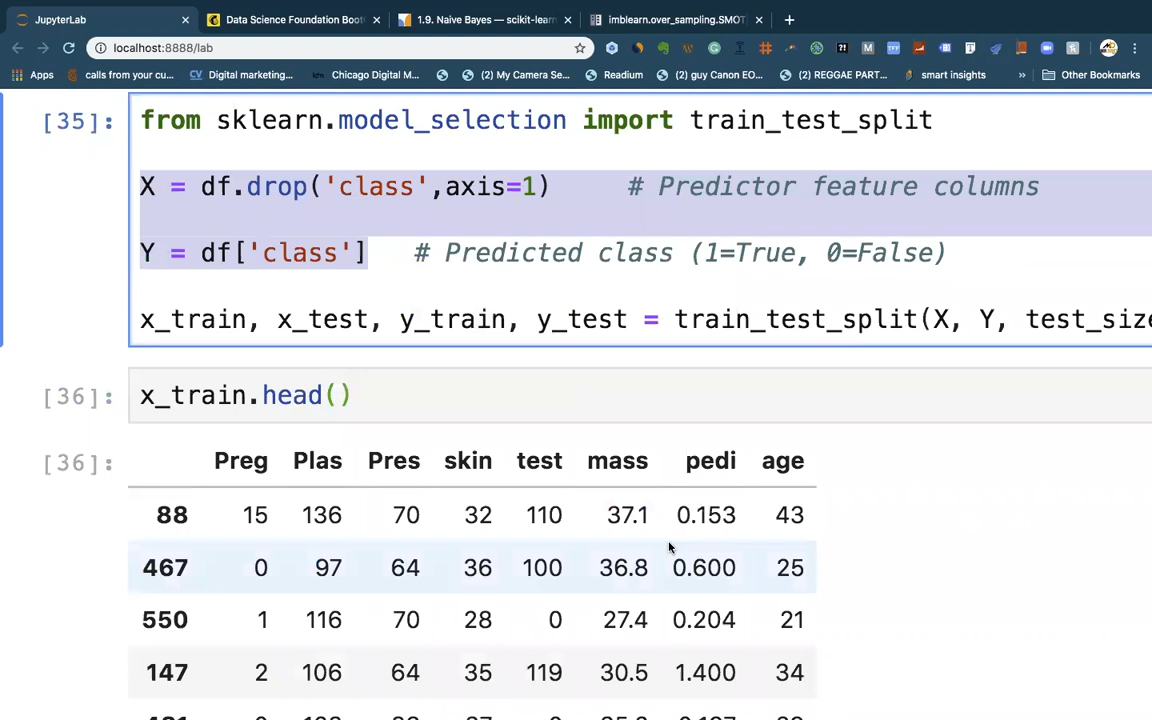 JupyterLab
Data Science Foundation Boot
1.9. Naive Bayes — scikit-learn
imblearn.over_sampling.SMOT
localhost:8888/lab
Apps
calls from your cu...
CV Digital marketing...
Chicago Digital M...
(2) My Camera Se...
Readium
(2) guy Canon EO...
(2) REGGAE PART...
smart insights
»
Other Bookmarks
[35]: from sklearn.model_selection import train_test_split
X = df.drop('class',axis=1) # Predictor feature columns
Y = df['class'] # Predicted class (1=True, 0=False)
x_train, x_test, y_train, y_test = train_test_split(X, Y, test_size
[36]: x_train.head()
[36]: Preg Plas Pres skin test mass pedi age
88 15 136 70 32 110 37.1 0.153 43
467 0 97 64 36 100 36.8 0.600 25
550 1 116 70 28 0 27.4 0.204 21
147 2 106 64 35 119 30.5 1.400 34